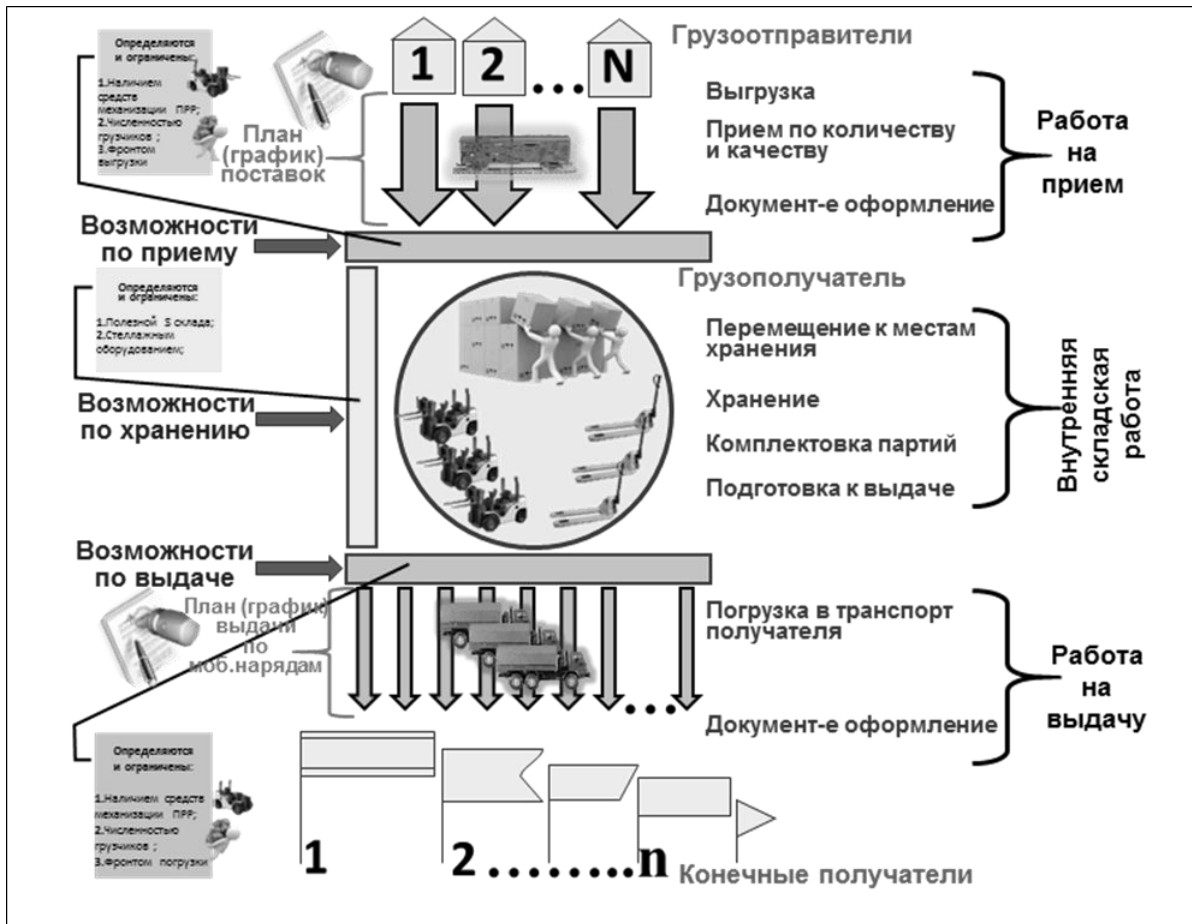 Определяются
и ограничены:
1.Наличием
средств
механизации ПРР;
2.Численностью
грузчиков ;
3.Фронтом
выгрузки
План
(график)
поставок
1
2
...
N
Грузоотправители
Выгрузка
Прием по количеству
и качеству
Документ-е оформление
Работа
на
прием
Возможности
по приему
Определяются
и ограничены:
1.Полезной S склада;
2.Стеллажным
оборудованием;
Возможности
по хранению
Грузополучатель
Перемещение к местам
хранения
Хранение
Комплектовка партий
Подготовка к выдаче
Внутренняя
складская
работа
Возможности
по выдаче
План (график)
выдачи
по
моб.нарядам
Погрузка в транспорт
получателя
...
Документ-е оформление
Работа
на
выдачу
Определяются
и ограничены:
1.Наличием средств
механизации ПРР;
2.Численностью
грузчиков ;
3.Фронтом погрузки
1
2........n
Конечные получатели